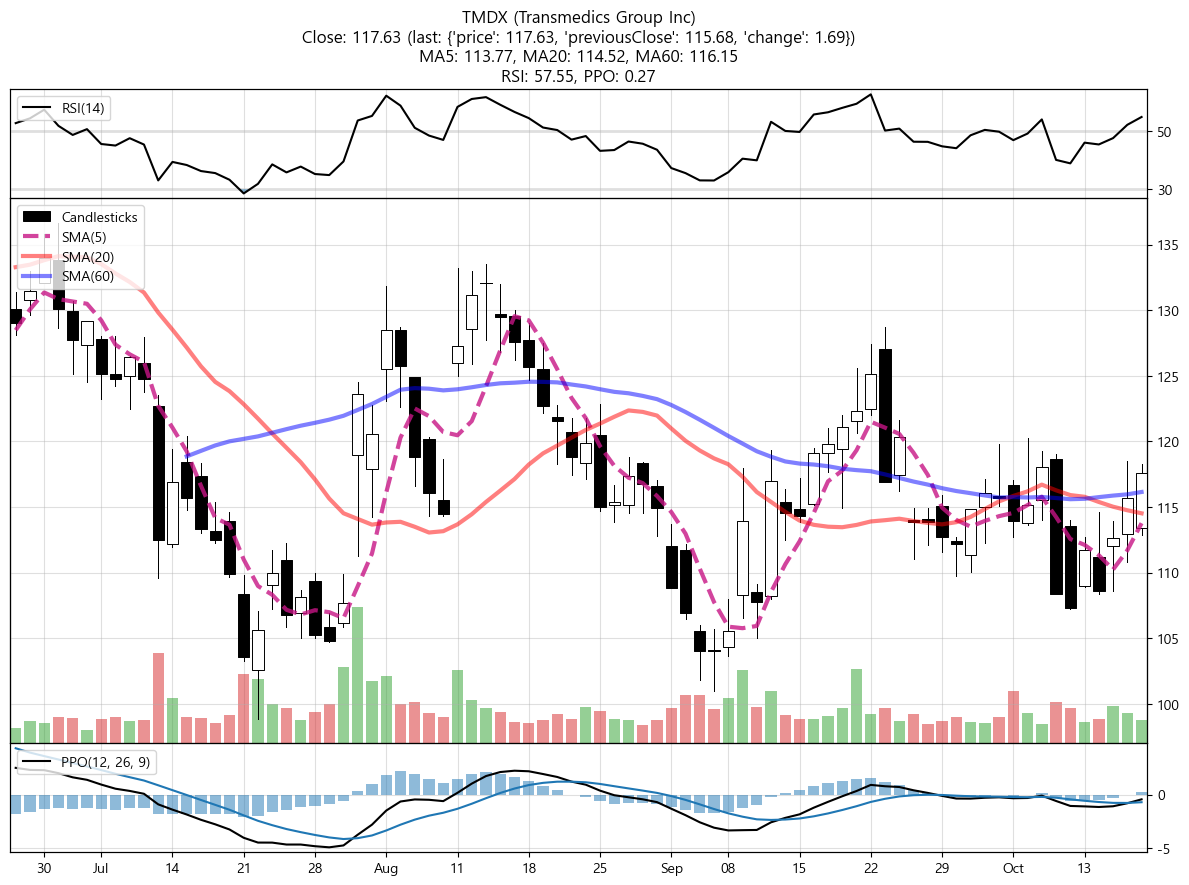 TMDX (Transmedics Group Inc)
Close: 117.63 (last: {'price': 117.63, 'previousClose': 115.68, 'change': 1.69})
MA5: 113.77, MA20: 114.52, MA60: 116.15
RSI: 57.55, PPO: 0.27
RSI(14)
50
30
Candlesticks
SMA(5)
SMA(20)
SMA(60)
135
130
125
120
115
110
105
100
PPO(12, 26, 9)
0
-5
30 Jul 14 21 28 Aug 11 18 25 Sep 08 15 22 29 Oct 13